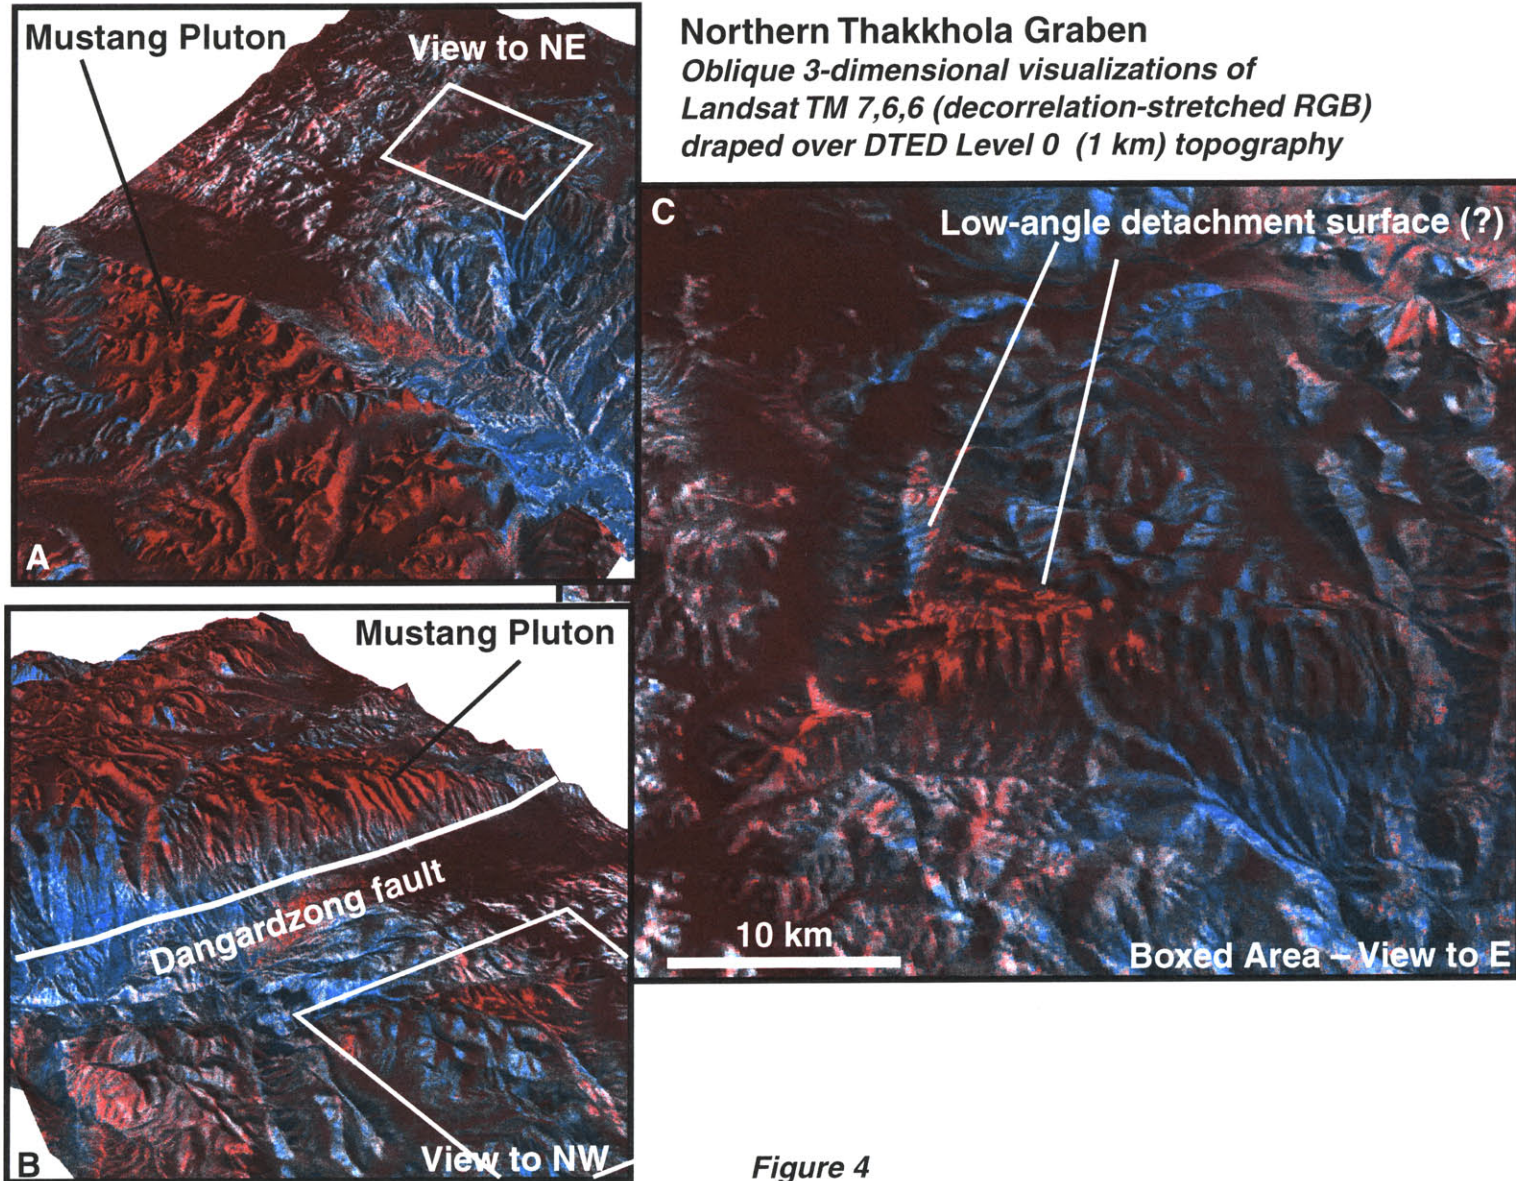 Northern Thakkhola Graben
Oblique 3-dimensional visualizations of
Landsat TM 7,6,6 (decorrelation-stretched RGB)
draped over DTED Level 0 (1 km) topography
Mustang Pluton
View to NE
A
Mustang Pluton
Dangardzong fault
View to NW
B
C
Low-angle detachment surface (?)
10 km
Boxed Area – View to E
Figure 4